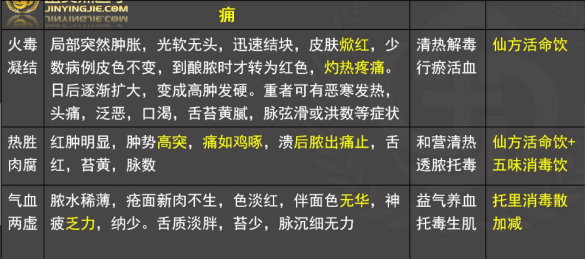 JINYINGJIE.COM
痈
火毒
凝结
局部突然肿胀，光软无头，迅速结块，皮肤焮红，少
数病例皮色不变，到酿脓时才转为红色，灼热疼痛。
日后逐渐扩大，变成高肿发硬。重者可有恶寒发热，
头痛，泛恶，口渴，舌苔黄腻，脉弦滑或洪数等症状
清热解毒
行瘀活血
仙方活命饮
热胜
肉腐
红肿明显，肿势高突，痛如鸡啄，溃后脓出痛止，舌
红，苔黄，脉数
和营清热
透脓托毒
仙方活命饮+
五味消毒饮
气血
两虚
脓水稀薄，疮面新肉不生，色淡红，伴面色无华，神
疲乏力，纳少。舌质淡胖，苔少，脉沉细无力
益气养血
托毒生肌
托里消毒散
加减